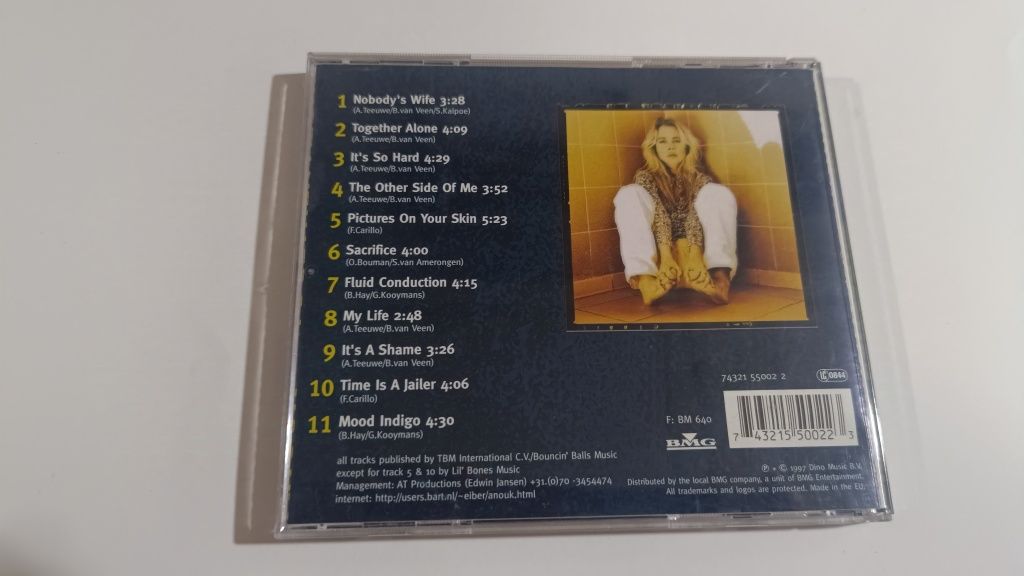 1 Nobody's Wife 3:28
(A.Teeuwe/B.van Veen/S.Kalpoe)
2 Together Alone 4:09
(A.Teeuwe/B.van Veen)
3 It's So Hard 4:29
(A.Teeuwe/B.van Veen)
4 The Other Side Of Me 3:52
(A.Teeuwe/B.van Veen)
5 Pictures On Your Skin 5:23
(F.Carillo)
6 Sacrifice 4:00
(O.Bouman/S.van Amerongen)
7 Fluid Conduction 4:15
(B.Hay/G.Kooymans)
8 My Life 2:48
(A.Teeuwe/B.van Veen)
9 It's A Shame 3:26
(A.Teeuwe/B.van Veen)
10 Time Is A Jailer 4:06
(F.Carillo)
11 Mood Indigo 4:30
(B.Hay/G.Kooymans)
all tracks published by TBM International C.V./Bouncin' Balls Music
except for track 5 & 10 by Lil' Bones Music
Management: AT Productions (Edwin Jansen) +31.(0)70 -3454474
internet: http://users.bart.nl/~eiber/anouk.html
74321 55002 2
LC 0844
F: BM 640
BMG
7 43215 50022 3
℗ + © 1997 Dino Music B.V.
Distributed by the local BMG company, a unit of BMG Entertainment.
All trademarks and logos are protected. Made in the EU.